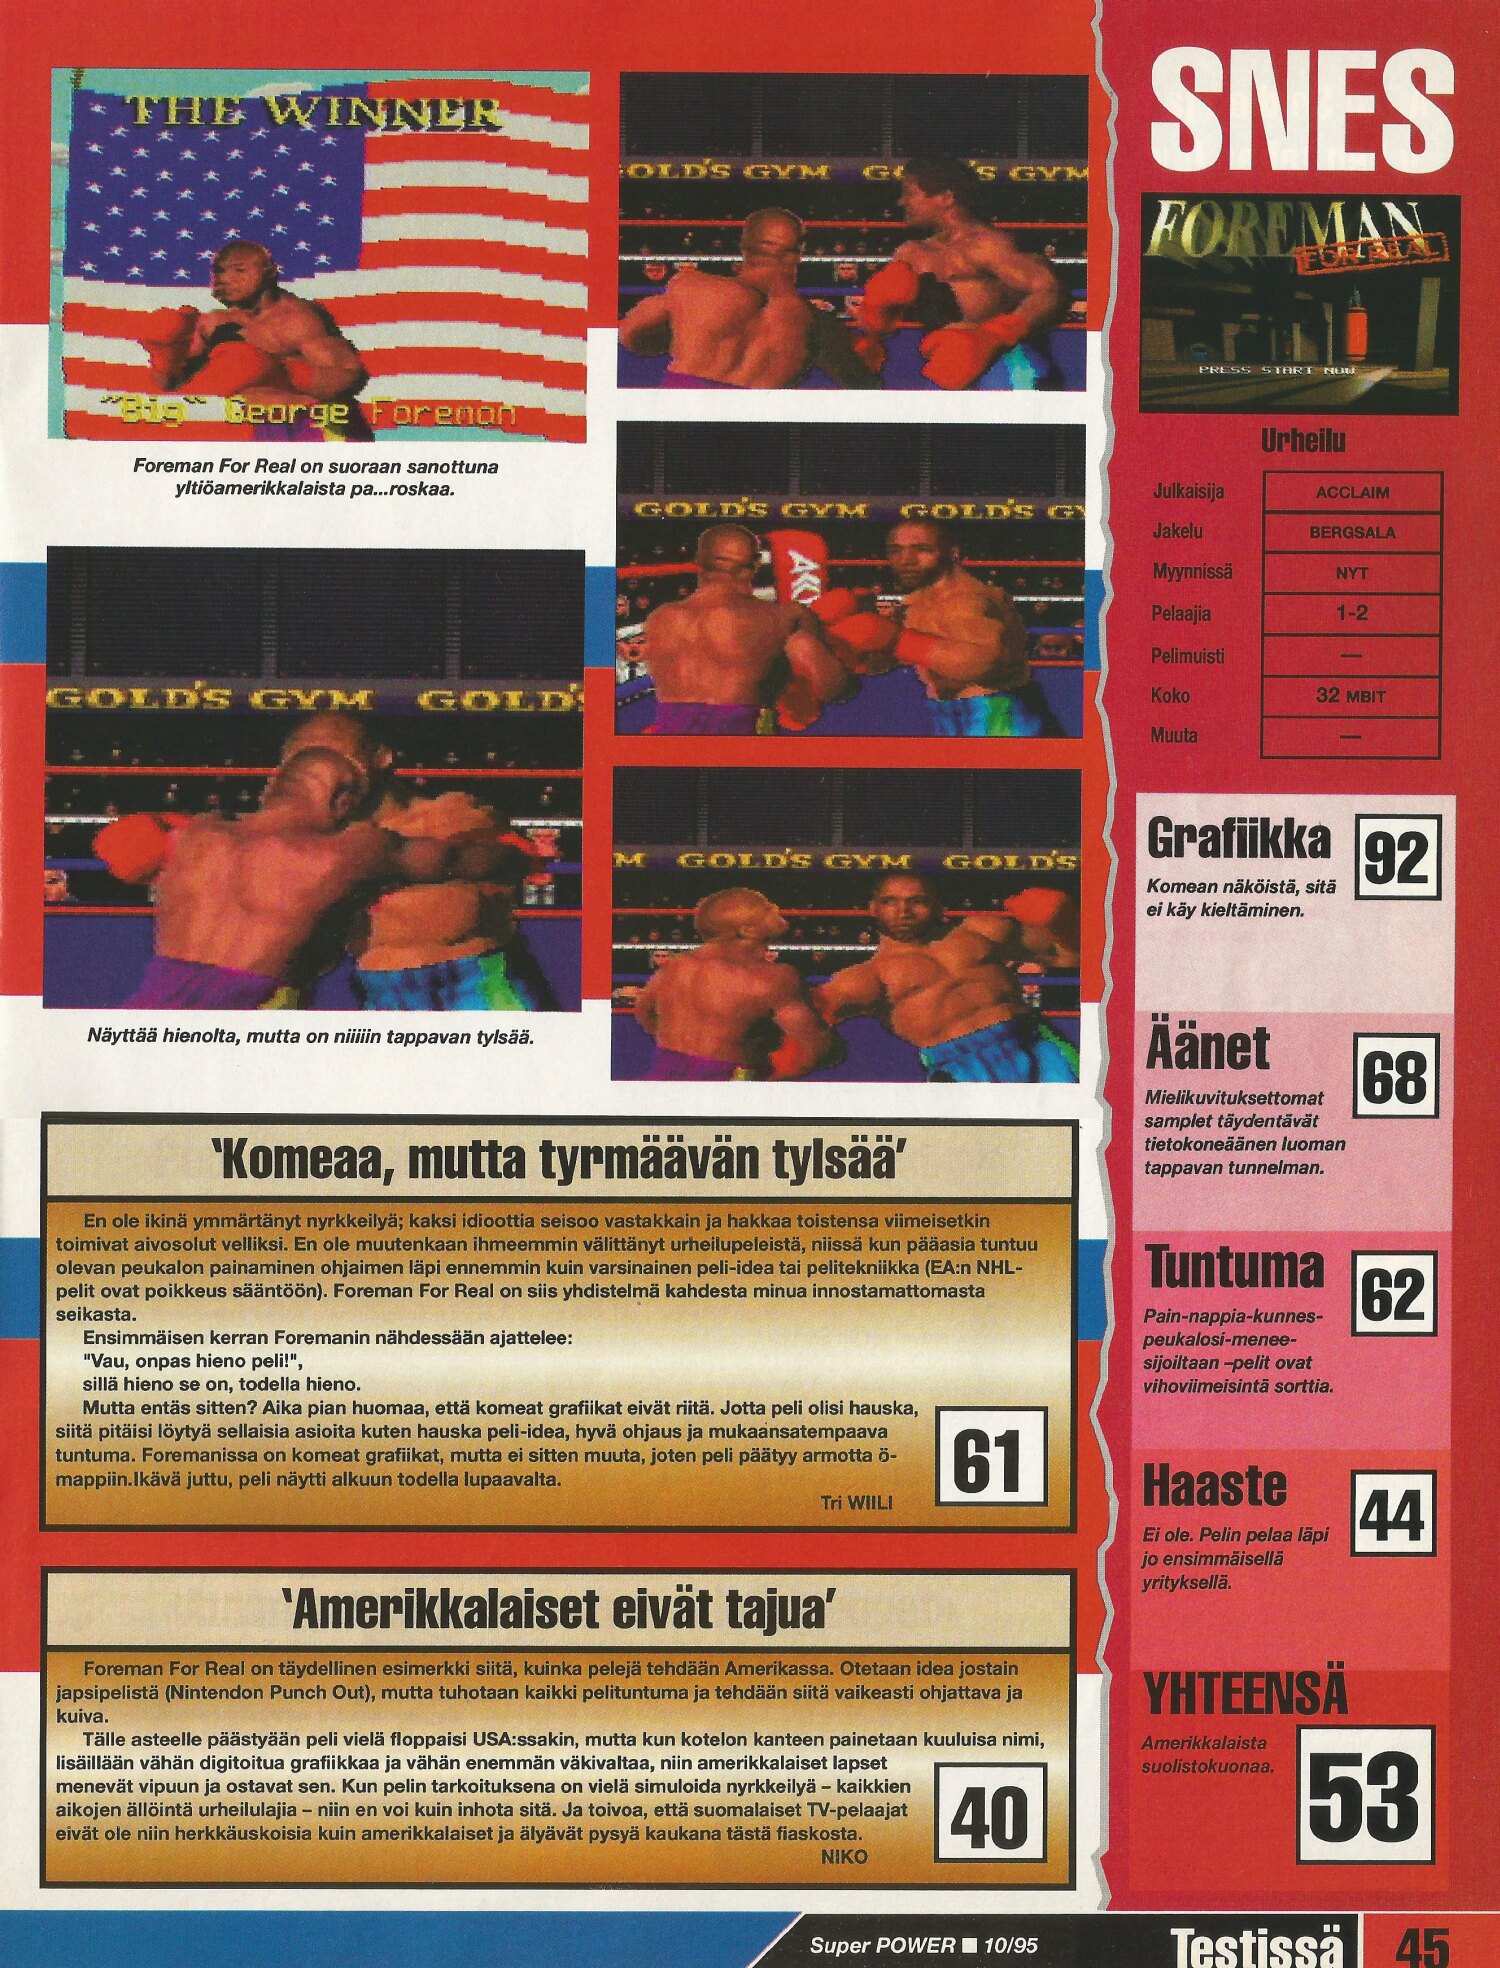 THE WINNER
"Big" George Foreman
Foreman For Real on suoraan sanottuna
yltiöamerikkalaista pa...roskaa.
GOLD'S GYM GOLD'S
Näyttää hienolta, mutta on niiiiin tappavan tylsää.
OLD'S GYM GO S GYM
GOLD'S GYM GOLD'S GY
M GOLD'S GYM GOLD'S
'Komeaa, mutta tyrmäävän tylsää'
En ole ikinä ymmärtänyt nyrkkeilyä; kaksi idioottia seisoo vastakkain ja hakkaa toistensa viimeisetkin
toimivat aivosolut velliksi. En ole muutenkaan ihmeemmin välittänyt urheilupeleistä, niissä kun pääasia tuntuu
olevan peukalon painaminen ohjaimen läpi ennemmin kuin varsinainen peli-idea tai pelitekniikka (EA:n NHL-
pelit ovat poikkeus sääntöön). Foreman For Real on siis yhdistelmä kahdesta minua innostamattomasta
seikasta.
Ensimmäisen kerran Foremanin nähdessään ajattelee:
"Vau, onpas hieno peli!",
sillä hieno se on, todella hieno.
Mutta entäs sitten? Aika pian huomaa, että komeat grafiikat eivät riitä. Jotta peli olisi hauska,
siitä pitäisi löytyä sellaisia asioita kuten hauska peli-idea, hyvä ohjaus ja mukaansatempaava
tuntuma. Foremanissa on komeat grafiikat, mutta ei sitten muuta, joten peli päätyy armotta ö-
mappiin.Ikävä juttu, peli näytti alkuun todella lupaavalta.
Tri WIILI
61
'Amerikkalaiset eivät tajua'
Foreman For Real on täydellinen esimerkki siitä, kuinka pelejä tehdään Amerikassa. Otetaan idea jostain
japsipelistä (Nintendon Punch Out), mutta tuhotaan kaikki pelituntuma ja tehdään siitä vaikeasti ohjattava ja
kuiva.
Tälle asteelle päästyään peli vielä floppaisi USA:ssakin, mutta kun kotelon kanteen painetaan kuuluisa nimi,
lisäillään vähän digitoitua grafiikkaa ja vähän enemmän väkivaltaa, niin amerikkalaiset lapset
menevät vipuun ja ostavat sen. Kun pelin tarkoituksena on vielä simuloida nyrkkeilyä – kaikkien
aikojen ällöintä urheilulajia – niin en voi kuin inhota sitä. Ja toivoa, että suomalaiset TV-pelaajat
eivät ole niin herkkäuskoisia kuin amerikkalaiset ja älyävät pysyä kaukana tästä fiaskosta.
NIKO
40
SNES
FOREMAN
FOR REAL
PRESS START NOW
Urheilu
Julkaisija ACCLAIM
Jakelu BERGSALA
Myynnissä NYT
Pelaajia 1-2
Pelimuisti —
Koko 32 MBIT
Muuta —
Grafiikka 92
Komean näköistä, sitä
ei käy kieltäminen.
Äänet 68
Mielikuvituksettomat
samplet täydentävät
tietokoneäänen luoman
tappavan tunnelman.
Tuntuma 62
Pain-nappia-kunnes-
peukalosi-menee-
sijoiltaan –pelit ovat
vihoviimeisintä sorttia.
Haaste 44
Ei ole. Pelin pelaa läpi
jo ensimmäisellä
yrityksellä.
YHTEENSÄ
Amerikkalaista
suolistokuonaa.
53
Super POWER ■ 10/95
Testissä 45